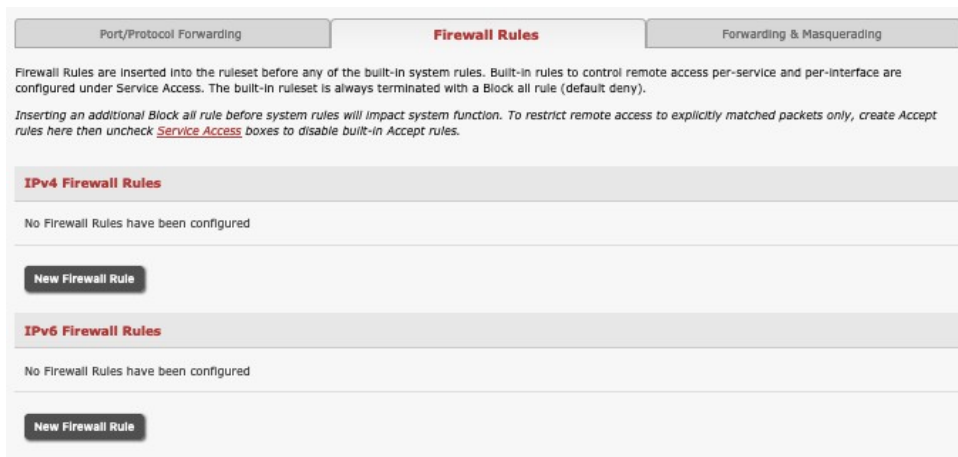 Port/Protocol Forwarding
Firewall Rules
Forwarding & Masquerading
Firewall Rules are inserted into the ruleset before any of the built-in system rules. Built-in rules to control remote access per-service and per-interface are
configured under Service Access. The built-in ruleset is always terminated with a Block all rule (default deny).
Inserting an additional Block all rule before system rules will impact system function. To restrict remote access to explicitly matched packets only, create Accept
rules here then uncheck Service Access boxes to disable built-in Accept rules.
IPv4 Firewall Rules
No Firewall Rules have been configured
New Firewall Rule
IPv6 Firewall Rules
No Firewall Rules have been configured
New Firewall Rule